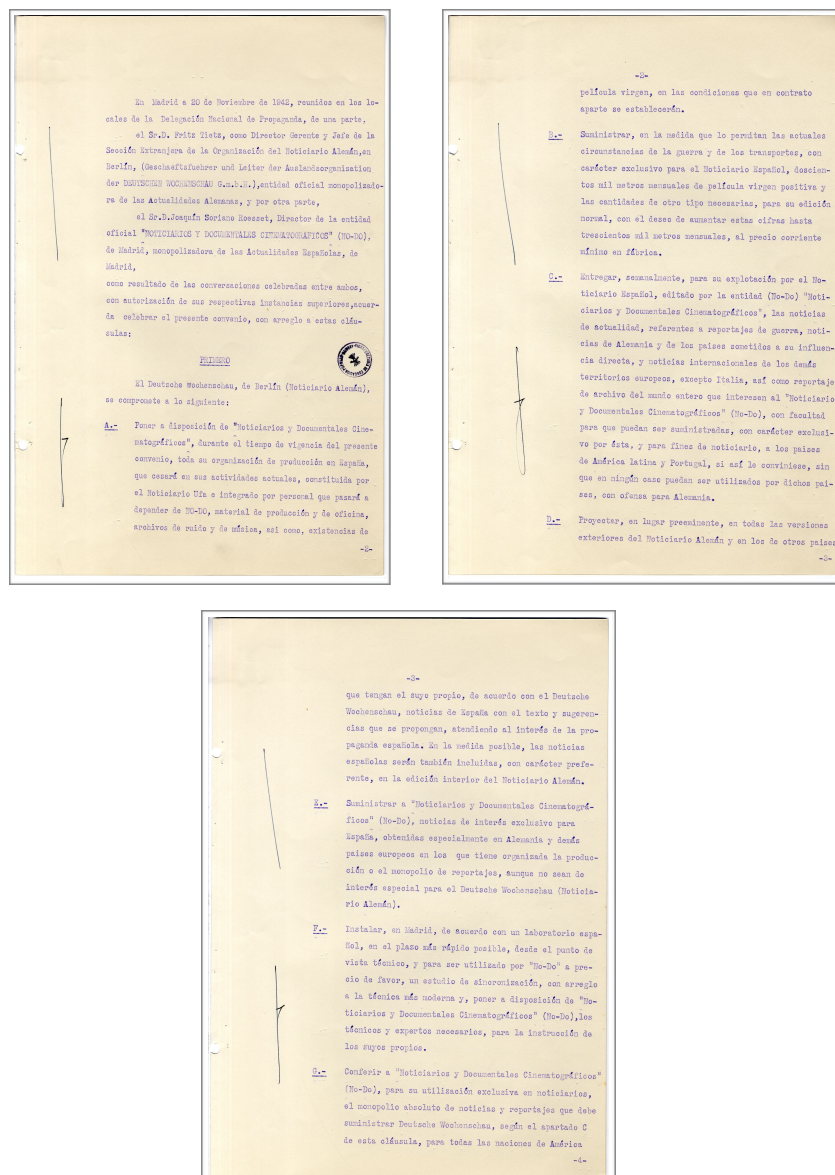 En Madrid a 20 de Noviembre de 1942, reunidos en los lo-
cales de la Delegación Nacional de Propaganda, de una parte,
el Sr.D. Fritz Tietz, como Director Gerente y Jefe de la
Sección Extranjera de la Organización del Noticiario Alemán,en
Berlín, (Geschaeftsfuehrer und Leiter der Auslandsorganisation
der DEUTSCHEN WOCHENSCHAU G.m.b.H.),entidad oficial monopolizado-
ra de las Actualidades Alemanas, y por otra parte,
el Sr.D.Joaquín Soriano Roesset, Director de la entidad
oficial "NOTICIARIOS Y DOCUMENTALES CINEMATOGRAFICOS" (NO-DO),
de Madrid, monopolizadora de las Actualidades Españolas, de
Madrid,
como resultado de las conversaciones celebradas entre ambos,
con autorización de sus respectivas instancias superiores,acuer-
da celebrar el presente convenio, con arreglo a estas cláu-
sulas:
PRIMERO
El Deutsche Wochenschau, de Berlín (Noticiario Alemán),
se compromete a lo siguiente:
A.- Poner a disposición de "Noticiarios y Documentales Cine-
matográficos", durante el tiempo de vigencia del presente
convenio, toda su organización de producción en España,
que cesará en sus actividades actuales, constituida por
el Noticiario Ufa e integrado por personal que pasará a
depender de NO-DO, material de producción y de oficina,
archivos de ruido y de música, así como, existencias de
-2-
-2-
película virgen, en las condiciones que en contrato
aparte se establecerán.
B.- Suministrar, en la medida que lo permitan las actuales
circunstancias de la guerra y de los transportes, con
carácter exclusivo para el Noticiario Español, doscien-
tos mil metros mensuales de película virgen positiva y
las cantidades de otro tipo necesarias, para su edición
normal, con el deseo de aumentar estas cifras hasta
trescientos mil metros mensuales, al precio corriente
mínimo en fábrica.
C.- Entregar, semanalmente, para su explotación por el No-
ticiario Español, editado por la entidad (No-Do) "Noti-
ciarios y Documentales Cinematográficos", las noticias
de actualidad, referentes a reportajes de guerra, noti-
cias de Alemania y de los paises sometidos a su influen-
cia directa, y noticias internacionales de los demás
territorios europeos, excepto Italia, así como reportaje
de archivo del mundo entero que interesen al "Noticiario
y Documentales Cinematográficos" (No-Do), con facultad
para que puedan ser suministradas, con carácter exclusi-
vo por ésta, y para fines de noticiario, a los paises
de América latina y Portugal, si así le conviniese, sin
que en ningún caso puedan ser utilizados por dichos pai-
ses, con ofensa para Alemania.
D.- Proyectar, en lugar preeminente, en todas las versiones
exteriores del Noticiario Alemán y en los de otros paises
-3-
-3-
que tengan el suyo propio, de acuerdo con el Deutsche
Wochenschau, noticias de España con el texto y sugeren-
cias que se propongan, atendiendo al interés de la pro-
paganda española. En la medida posible, las noticias
españolas serán también incluidas, con carácter prefe-
rente, en la edición interior del Noticiario Alemán.
E.- Suministrar a "Noticiarios y Documentales Cinematográ-
ficos" (No-Do), noticias de interés exclusivo para
España, obtenidas especialmente en Alemania y demás
paises europeos en los que tiene organizada la produc-
ción o el monopolio de reportajes, aunque no sean de
interés especial para el Deutsche Wochenschau (Noticia-
rio Alemán).
F.- Instalar, en Madrid, de acuerdo con un laboratorio espa-
ñol, en el plazo más rápido posible, desde el punto de
vista técnico, y para ser utilizado por "No-Do" a pre-
cio de favor, un estudio de sincronización, con arreglo
a la técnica más moderna y, poner a disposición de "No-
ticiarios y Documentales Cinematográficos" (No-Do),los
técnicos y expertos necesarios, para la instrucción de
los suyos propios.
G.- Conferir a "Noticiarios y Documentales Cinematográficos"
(No-Do), para su utilización exclusiva en noticiarios,
el monopolio absoluto de noticias y reportajes que debe
suministrar Deutsche Wochenschau, según el apartado C
de esta cláusula, para todas las naciones de América
-4-